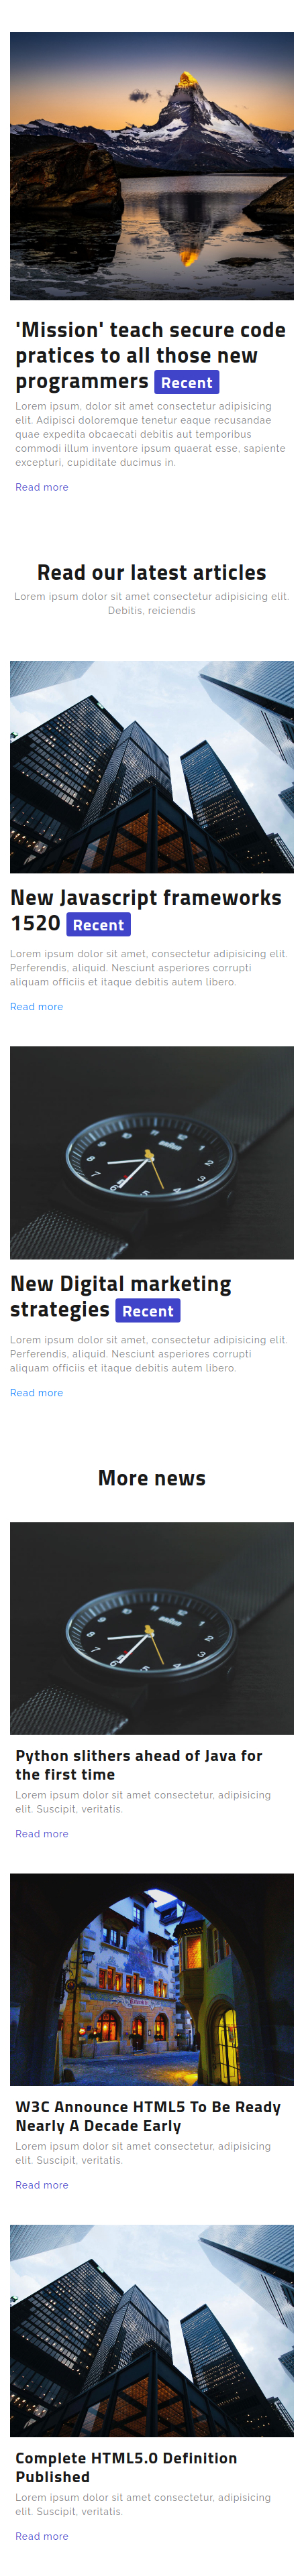 'Mission' teach secure code
pratices to all those new
programmers Recent
Lorem ipsum, dolor sit amet consectetur adipisicing
elit. Adipisci doloremque tenetur eaque recusandae
quae expedita obcaecati debitis aut temporibus
commodi illum inventore ipsum quaerat esse, sapiente
excepturi, cupiditate ducimus in.
Read more
Read our latest articles
Lorem ipsum dolor sit amet consectetur adipisicing elit.
Debitis, reiciendis
New Javascript frameworks
1520 Recent
Lorem ipsum dolor sit amet, consectetur adipisicing elit.
Perferendis, aliquid. Nesciunt asperiores corrupti
aliquam officiis et itaque debitis autem libero.
Read more
New Digital marketing
strategies Recent
Lorem ipsum dolor sit amet, consectetur adipisicing elit.
Perferendis, aliquid. Nesciunt asperiores corrupti
aliquam officiis et itaque debitis autem libero.
Read more
More news
Python slithers ahead of Java for
the first time
Lorem ipsum dolor sit amet consectetur, adipisicing
elit. Suscipit, veritatis.
Read more
W3C Announce HTML5 To Be Ready
Nearly A Decade Early
Lorem ipsum dolor sit amet consectetur, adipisicing
elit. Suscipit, veritatis.
Read more
Complete HTML5.0 Definition
Published
Lorem ipsum dolor sit amet consectetur, adipisicing
elit. Suscipit, veritatis.
Read more